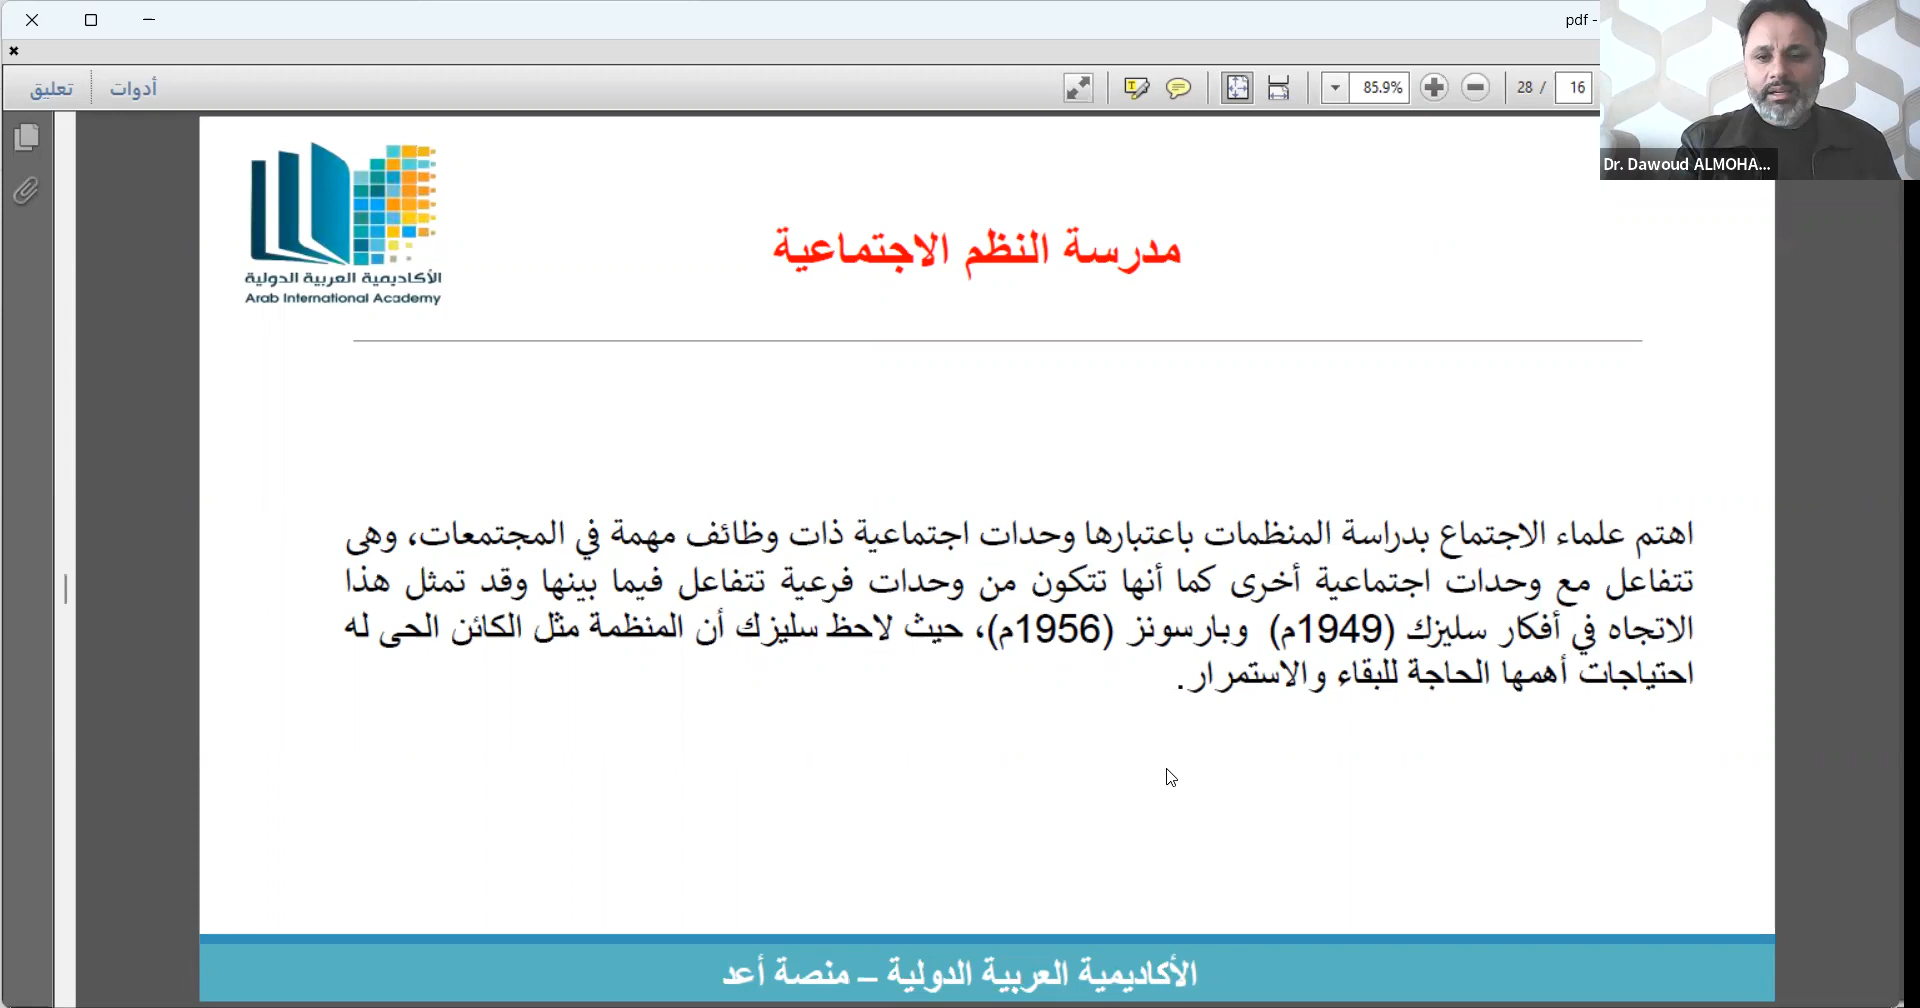 pdf -
تعليق
أدوات
85.9%
28 /
16
Dr. Dawoud ALMOHA...
الأكاديمية العربية الدولية
Arab International Academy
مدرسة النظم الاجتماعية
اهتم علماء الاجتماع بدراسة المنظمات باعتبارها وحدات اجتماعية ذات وظائف مهمة في المجتمعات، وهى
تتفاعل مع وحدات اجتماعية أخرى كما أنها تتكون من وحدات فرعية تتفاعل فيما بينها وقد تمثل هذا
الاتجاه في أفكار سليزك (1949م) وبارسونز (1956م)، حيث لاحظ سليزك أن المنظمة مثل الكائن الحى له
احتياجات أهمها الحاجة للبقاء والاستمرار.
الأكاديمية العربية الدولية – منصة أعد